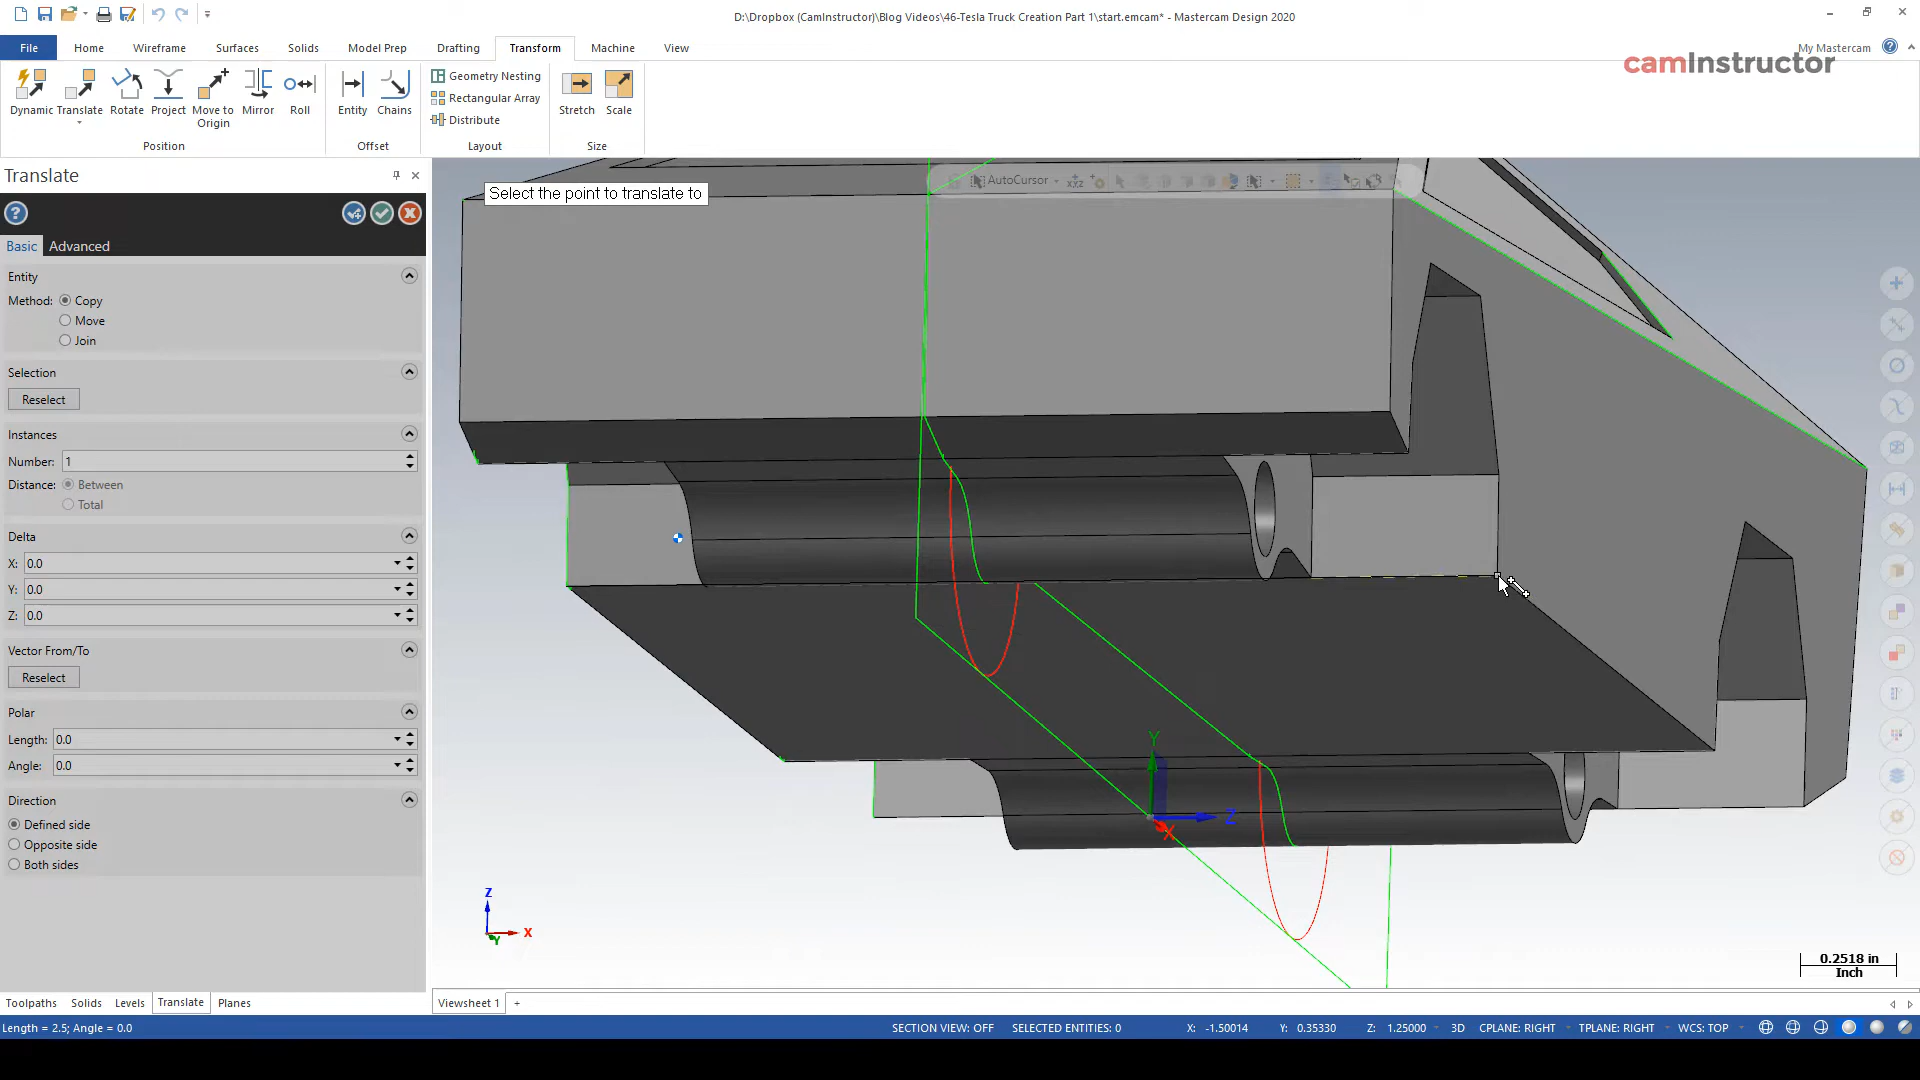 D:\Dropbox (CamInstructor)\Blog Videos\46-Tesla Truck Creation Part 1\start.emcam* - Mastercam Design 2020
File Home Wireframe Surfaces Solids Model Prep Drafting Transform Machine View My Mastercam
camInstructor
Dynamic Translate Rotate Project Move to Origin Mirror Roll Entity Chains Stretch Scale
Geometry Nesting
Rectangular Array
Distribute
Position Offset Layout Size
Translate
Select the point to translate to
AutoCursor
Basic Advanced
Entity
Method: Copy
Move
Join
Selection
Reselect
Instances
Number: 1
Distance: Between
Total
Delta
X: 0.0
Y: 0.0
Z: 0.0
Vector From/To
Reselect
Polar
Length: 0.0
Angle: 0.0
Direction
Defined side
Opposite side
Both sides
Y
Z
X
Z
X
Y
0.2518 in
Inch
Toolpaths Solids Levels Translate Planes
Viewsheet 1 +
Length = 2.5; Angle = 0.0 SECTION VIEW: OFF SELECTED ENTITIES: 0 X: -1.50014 Y: 0.35330 Z: 1.25000 3D CPLANE: RIGHT TPLANE: RIGHT WCS: TOP